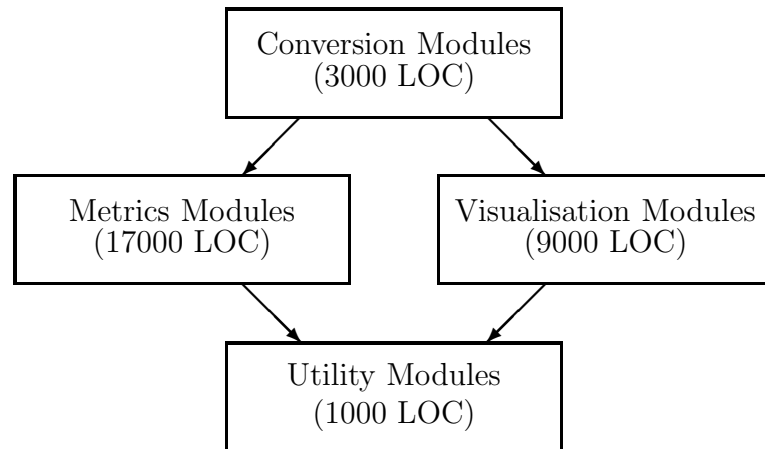 Conversion Modules
(3000 LOC)
Metrics Modules
(17000 LOC)
Visualisation Modules
(9000 LOC)
Utility Modules
(1000 LOC)